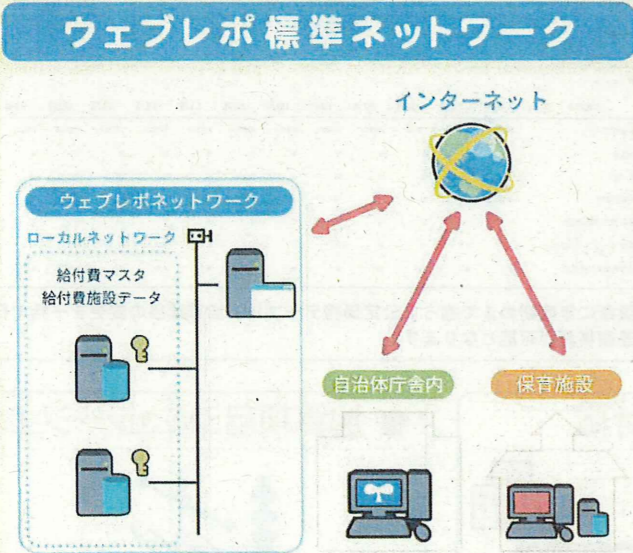 ウェブレポ標準ネットワーク
インターネット
ウェブレポネットワーク
ローカルネットワーク
給付費マスタ
給付費施設データ
自治体庁舎内
保育施設